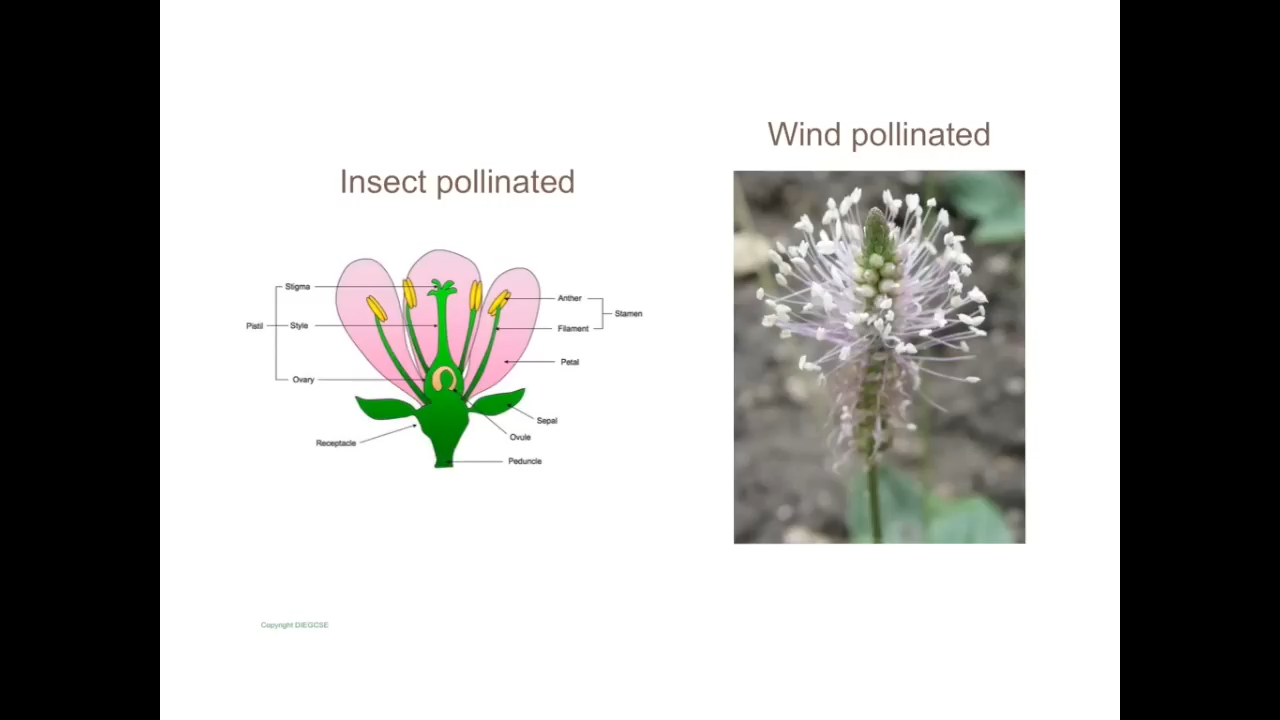 Wind pollinated
Insect pollinated
Stigma
Anther
Stamen
Pistil
Style
Filament
Petal
Ovary
Sepal
Ovule
Receptacle
Peduncle
Copyright DIEGCSE